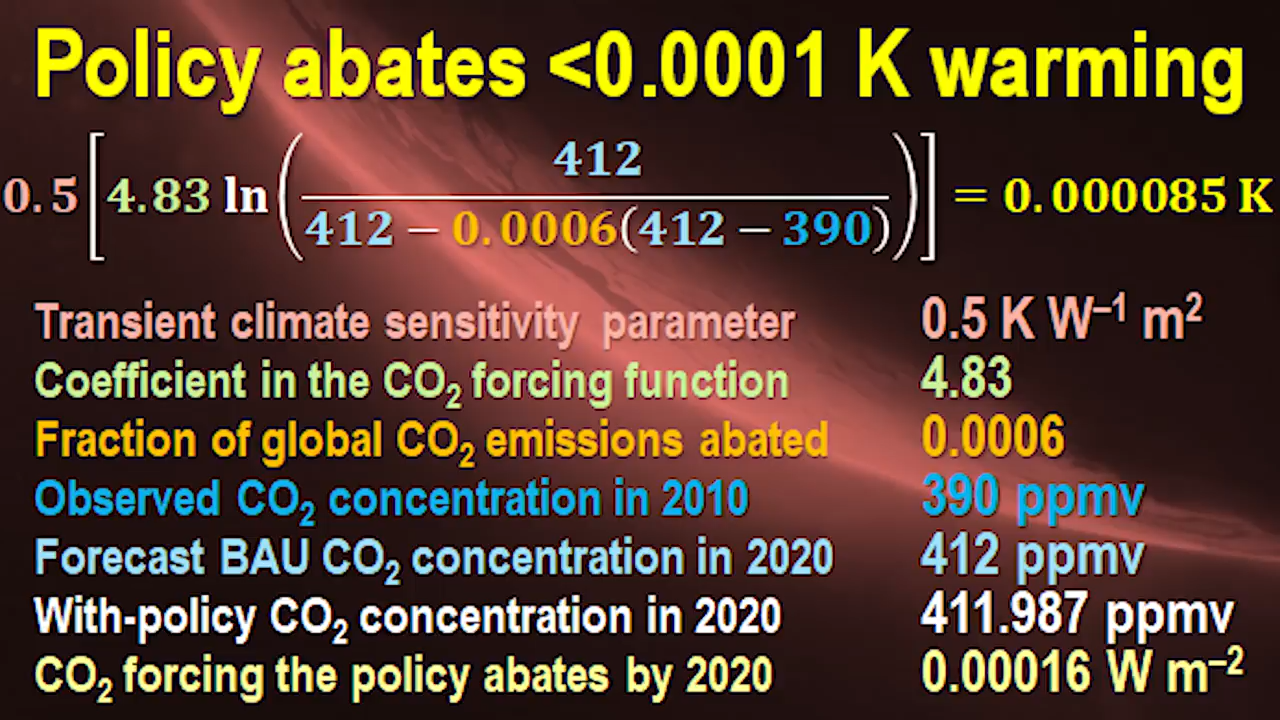 Policy abates <0.0001 K warming
0.5[4.83 ln(412/(412 − 0.0006(412 − 390)))] = 0.000085 K
Transient climate sensitivity parameter 0.5 K W⁻¹ m²
Coefficient in the CO₂ forcing function 4.83
Fraction of global CO₂ emissions abated 0.0006
Observed CO₂ concentration in 2010 390 ppmv
Forecast BAU CO₂ concentration in 2020 412 ppmv
With-policy CO₂ concentration in 2020 411.987 ppmv
CO₂ forcing the policy abates by 2020 0.00016 W m⁻²